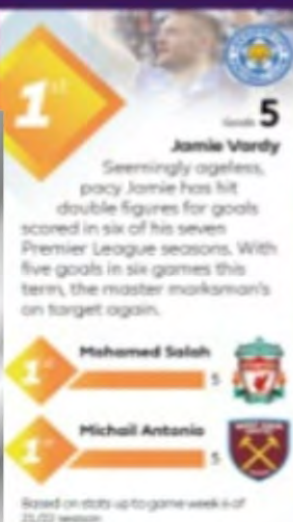 1st
Goals 5
Jamie Vardy
Seemingly ageless,
pacy Jamie has hit
double figures for goals
scored in six of his seven
Premier League seasons. With
five goals in six games this
term, the master marksman's
on target again.
1st
Mohamed Salah
5
1st
Michail Antonio
5
Based on stats up to game week 6 of
21/22 season